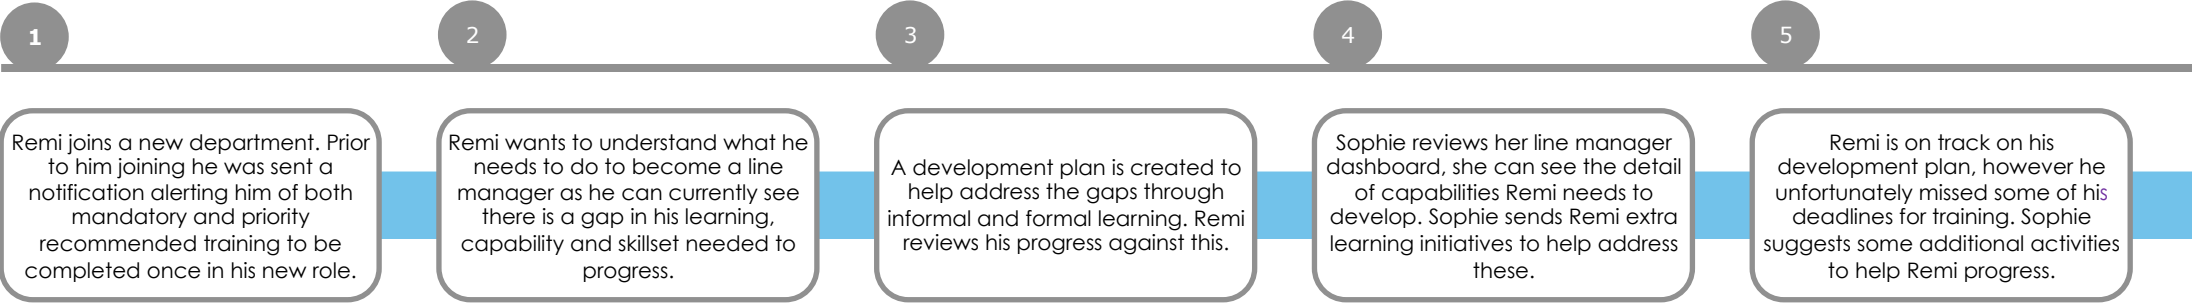 1
2
3
4
5
Remi joins a new department. Prior
to him joining he was sent a
notification alerting him of both
mandatory and priority
recommended training to be
completed once in his new role.
Remi wants to understand what he
needs to do to become a line
manager as he can currently see
there is a gap in his learning,
capability and skillset needed to
progress.
A development plan is created to
help address the gaps through
informal and formal learning. Remi
reviews his progress against this.
Sophie reviews her line manager
dashboard, she can see the detail
of capabilities Remi needs to
develop. Sophie sends Remi extra
learning initiatives to help address
these.
Remi is on track on his
development plan, however he
unfortunately missed some of his
deadlines for training. Sophie
suggests some additional activities
to help Remi progress.